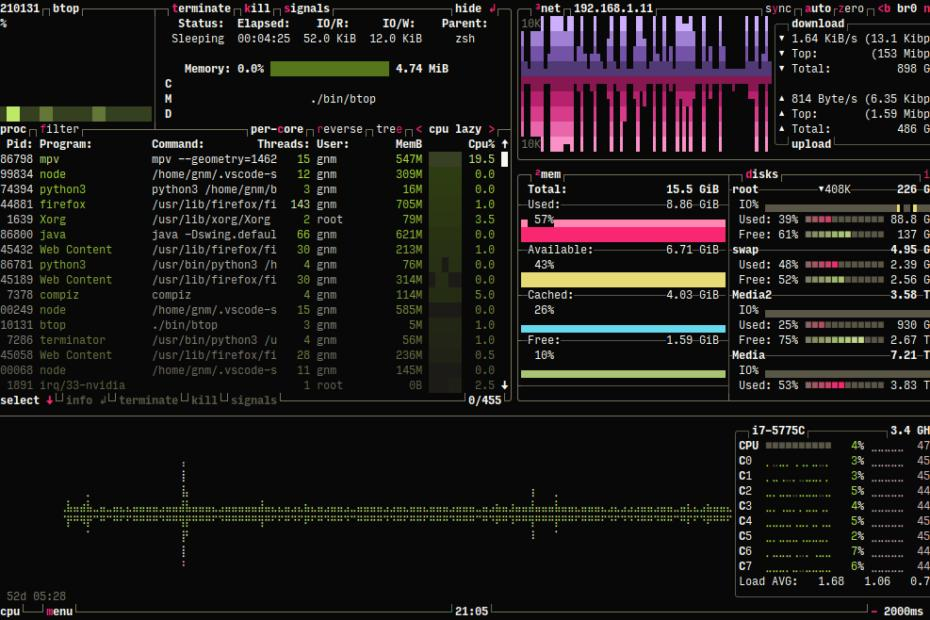 210131 btop
terminate kill signals hide ↲
% Status: Elapsed: IO/R: IO/W: Parent:
Sleeping 00:04:25 52.0 KiB 12.0 KiB zsh
Memory: 0.0% 4.74 MiB
C
M ./bin/btop
D
proc filter per-core reverse tree < cpu lazy >
Pid: Program: Command: Threads: User: MemB Cpu% ↑
86798 mpv mpv --geometry=1462 15 gnm 547M 19.5
99834 node /home/gnm/.vscode-s 12 gnm 309M 0.0
74394 python3 python3 /home/gnm/b 3 gnm 16M 0.0
44881 firefox /usr/lib/firefox/fi 143 gnm 705M 1.0
1639 Xorg /usr/lib/xorg/Xorg 2 root 79M 3.5
86800 java java -Dswing.defaul 66 gnm 0.0
45432 Web Content /usr/lib/firefox/fi 30 gnm 213M 1.0
86781 python3 /usr/bin/python3 /h 4 gnm 76M 0.0
45189 Web Content /usr/lib/firefox/fi 30 gnm 314M 0.0
7378 compiz compiz 4 gnm 114M 5.0
00249 node /home/gnm/.vscode-s 15 gnm 585M 0.0
10131 btop ./bin/btop 3 gnm 5M 1.0
7286 terminator /usr/bin/python3 /u 4 gnm 56M 1.0
45058 Web Content /usr/lib/firefox/fi 28 gnm 236M 0.5
00068 node /home/gnm/.vscode-s 11 gnm 145M 0.0
1891 irq/33-nvidia 1 root 0B 2.5 ↓
select ↓ info ↲ terminate kill signals 0/455
³net 192.168.1.11 sync auto zero <b br0 n
10K
10K
download
▼ 1.64 KiB/s (13.1 Kibp
▼ Top: (153 Mibp
▼ Total: 898 G
▲ 814 Byte/s (6.35 Kibp
▲ Top: (1.59 Mibp
▲ Total: 486 G
upload
²mem
Total: 15.5 GiB
Used: 8.86 GiB
57%
Available: 6.71 GiB
43%
Cached: 4.03 GiB
26%
Free: 1.59 GiB
10%
disks i
root ▼408K 226 G
IO%
Used: 39% 88.8 G
Free: 61% 137 G
swap 4.95 G
Used: 48% 2.39 G
Free: 52% 2.56 G
Media2 3.58 T
IO%
Used: 25% 930 G
Free: 75% 2.67 T
Media 7.21 T
IO%
Used: 53% 3.83 T
i7-5775C 3.4 GH
CPU 4% 47
C0 3% 45
C1 3% 45
C2 5% 44
C3 4% 44
C4 5% 45
C5 2% 44
C6 7% 44
C7 6% 45
Load AVG: 1.68 1.06 0.7
52d 05:28
cpu menu 21:05 - 2000ms